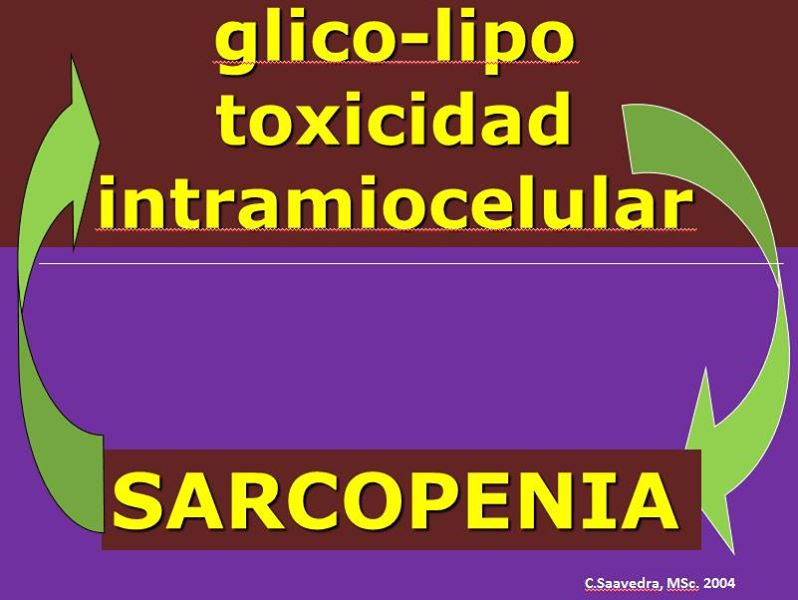 glico-lipo
toxicidad
intramiocelular
SARCOPENIA
C.Saavedra, MSc. 2004